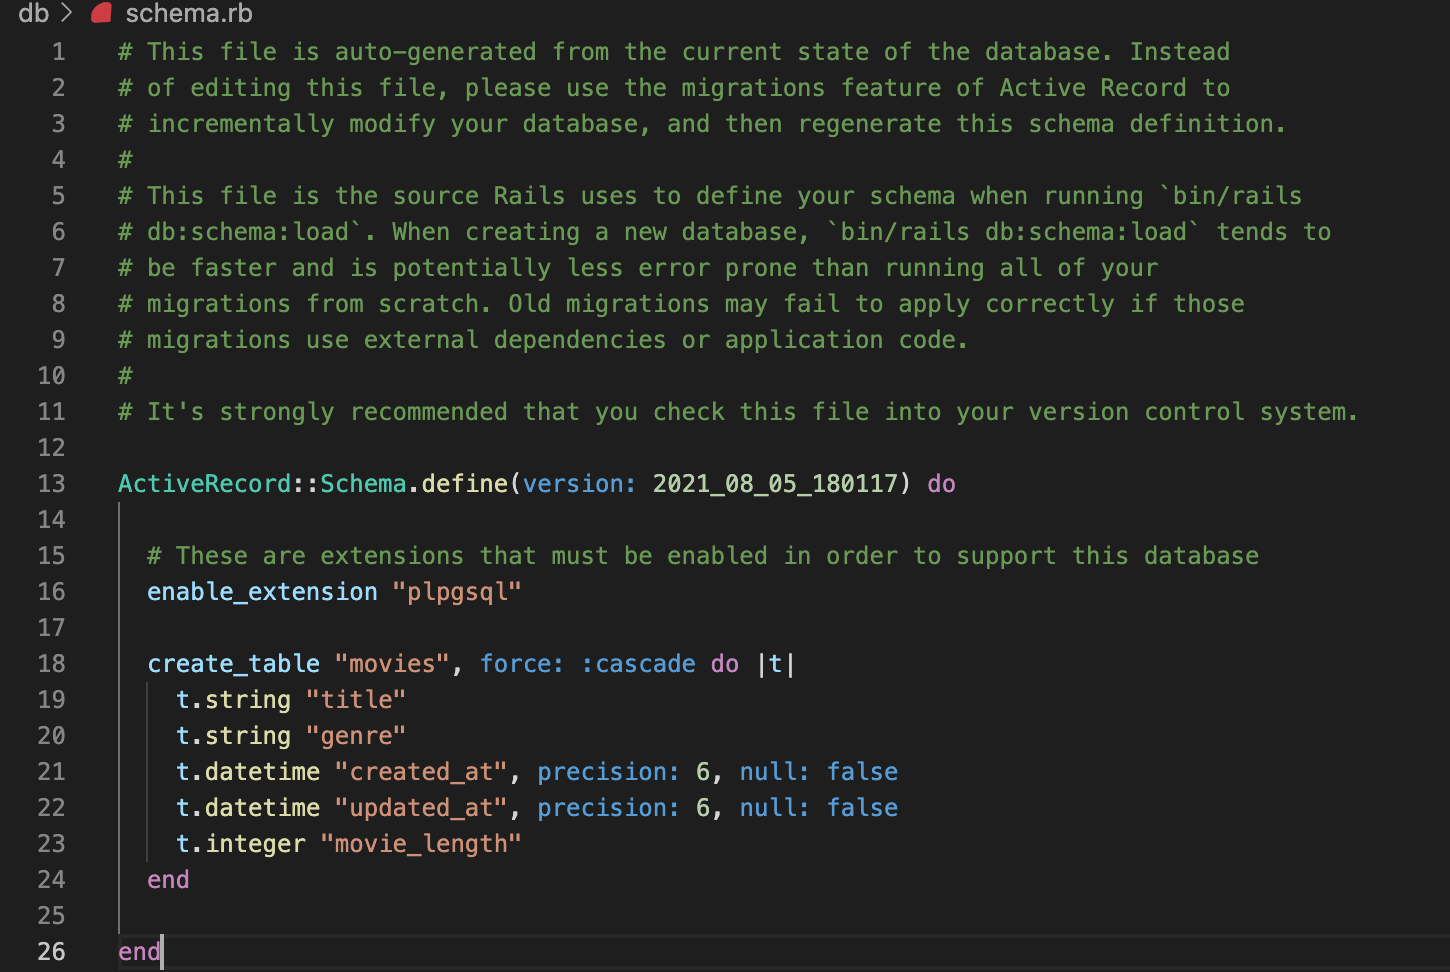 db > schema.rb
1 # This file is auto-generated from the current state of the database. Instead
2 # of editing this file, please use the migrations feature of Active Record to
3 # incrementally modify your database, and then regenerate this schema definition.
4 #
5 # This file is the source Rails uses to define your schema when running `bin/rails
6 # db:schema:load`. When creating a new database, `bin/rails db:schema:load` tends to
7 # be faster and is potentially less error prone than running all of your
8 # migrations from scratch. Old migrations may fail to apply correctly if those
9 # migrations use external dependencies or application code.
10 #
11 # It's strongly recommended that you check this file into your version control system.
12
13 ActiveRecord::Schema.define(version: 2021_08_05_180117) do
14
15   # These are extensions that must be enabled in order to support this database
16   enable_extension "plpgsql"
17
18   create_table "movies", force: :cascade do |t|
19     t.string "title"
20     t.string "genre"
21     t.datetime "created_at", precision: 6, null: false
22     t.datetime "updated_at", precision: 6, null: false
23     t.integer "movie_length"
24   end
25
26 end